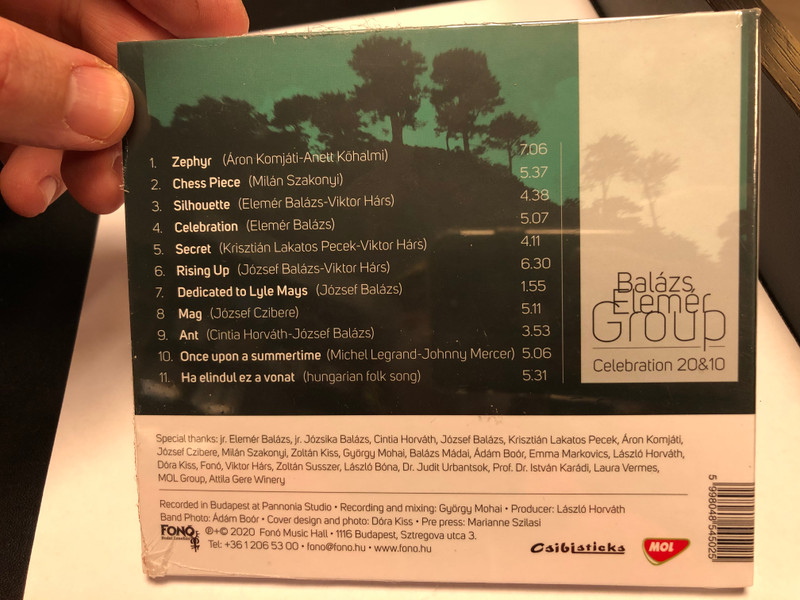 1. Zephyr (Áron Komjáti-Anett Kőhalmi) 7.06
2. Chess Piece (Milán Szakonyi) 5.37
3. Silhouette (Elemér Balázs-Viktor Hárs) 4.38
4. Celebration (Elemér Balázs) 5.07
5. Secret (Krisztián Lakatos Pecek-Viktor Hárs) 4.11
6. Rising Up (József Balázs-Viktor Hárs) 6.30
7. Dedicated to Lyle Mays (József Balázs) 1.55
8 Mag (József Czibere) 5.11
9. Ant (Cintia Horváth-József Balázs) 3.53
10. Once upon a summertime (Michel Legrand-Johnny Mercer) 5.06
11. Ha elindul ez a vonat (hungarian folk song) 5.31
Balázs
Elemér
Group
Celebration 20&10
Special thanks: jr. Elemér Balázs, jr. Józsika Balázs, Cintia Horváth, József Balázs, Krisztián Lakatos Pecek, Áron Komjáti,
József Czibere, Milán Szakonyi, Zoltán Kiss, György Mohai, Balázs Mádai, Ádám Boór, Emma Markovics, László Horváth,
Dóra Kiss, Fonó, Viktor Hárs, Zoltán Susszer, László Bóna, Dr. Judit Urbantsok, Prof. Dr. István Karádi, Laura Vermes,
MOL Group, Attila Gere Winery
Recorded in Budapest at Pannonia Studio • Recording and mixing: György Mohai • Producer: László Horváth
Band Photo: Ádám Boór • Cover design and photo: Dóra Kiss • Pre press: Marianne Szilasi
FONÓ ℗+© 2020 Fonó Music Hall • 1116 Budapest, Sztregova utca 3.
Tel: +36 1 206 53 00 • fono@fono.hu • www.fono.hu
Csibisticks
MOL
5 998048 545025